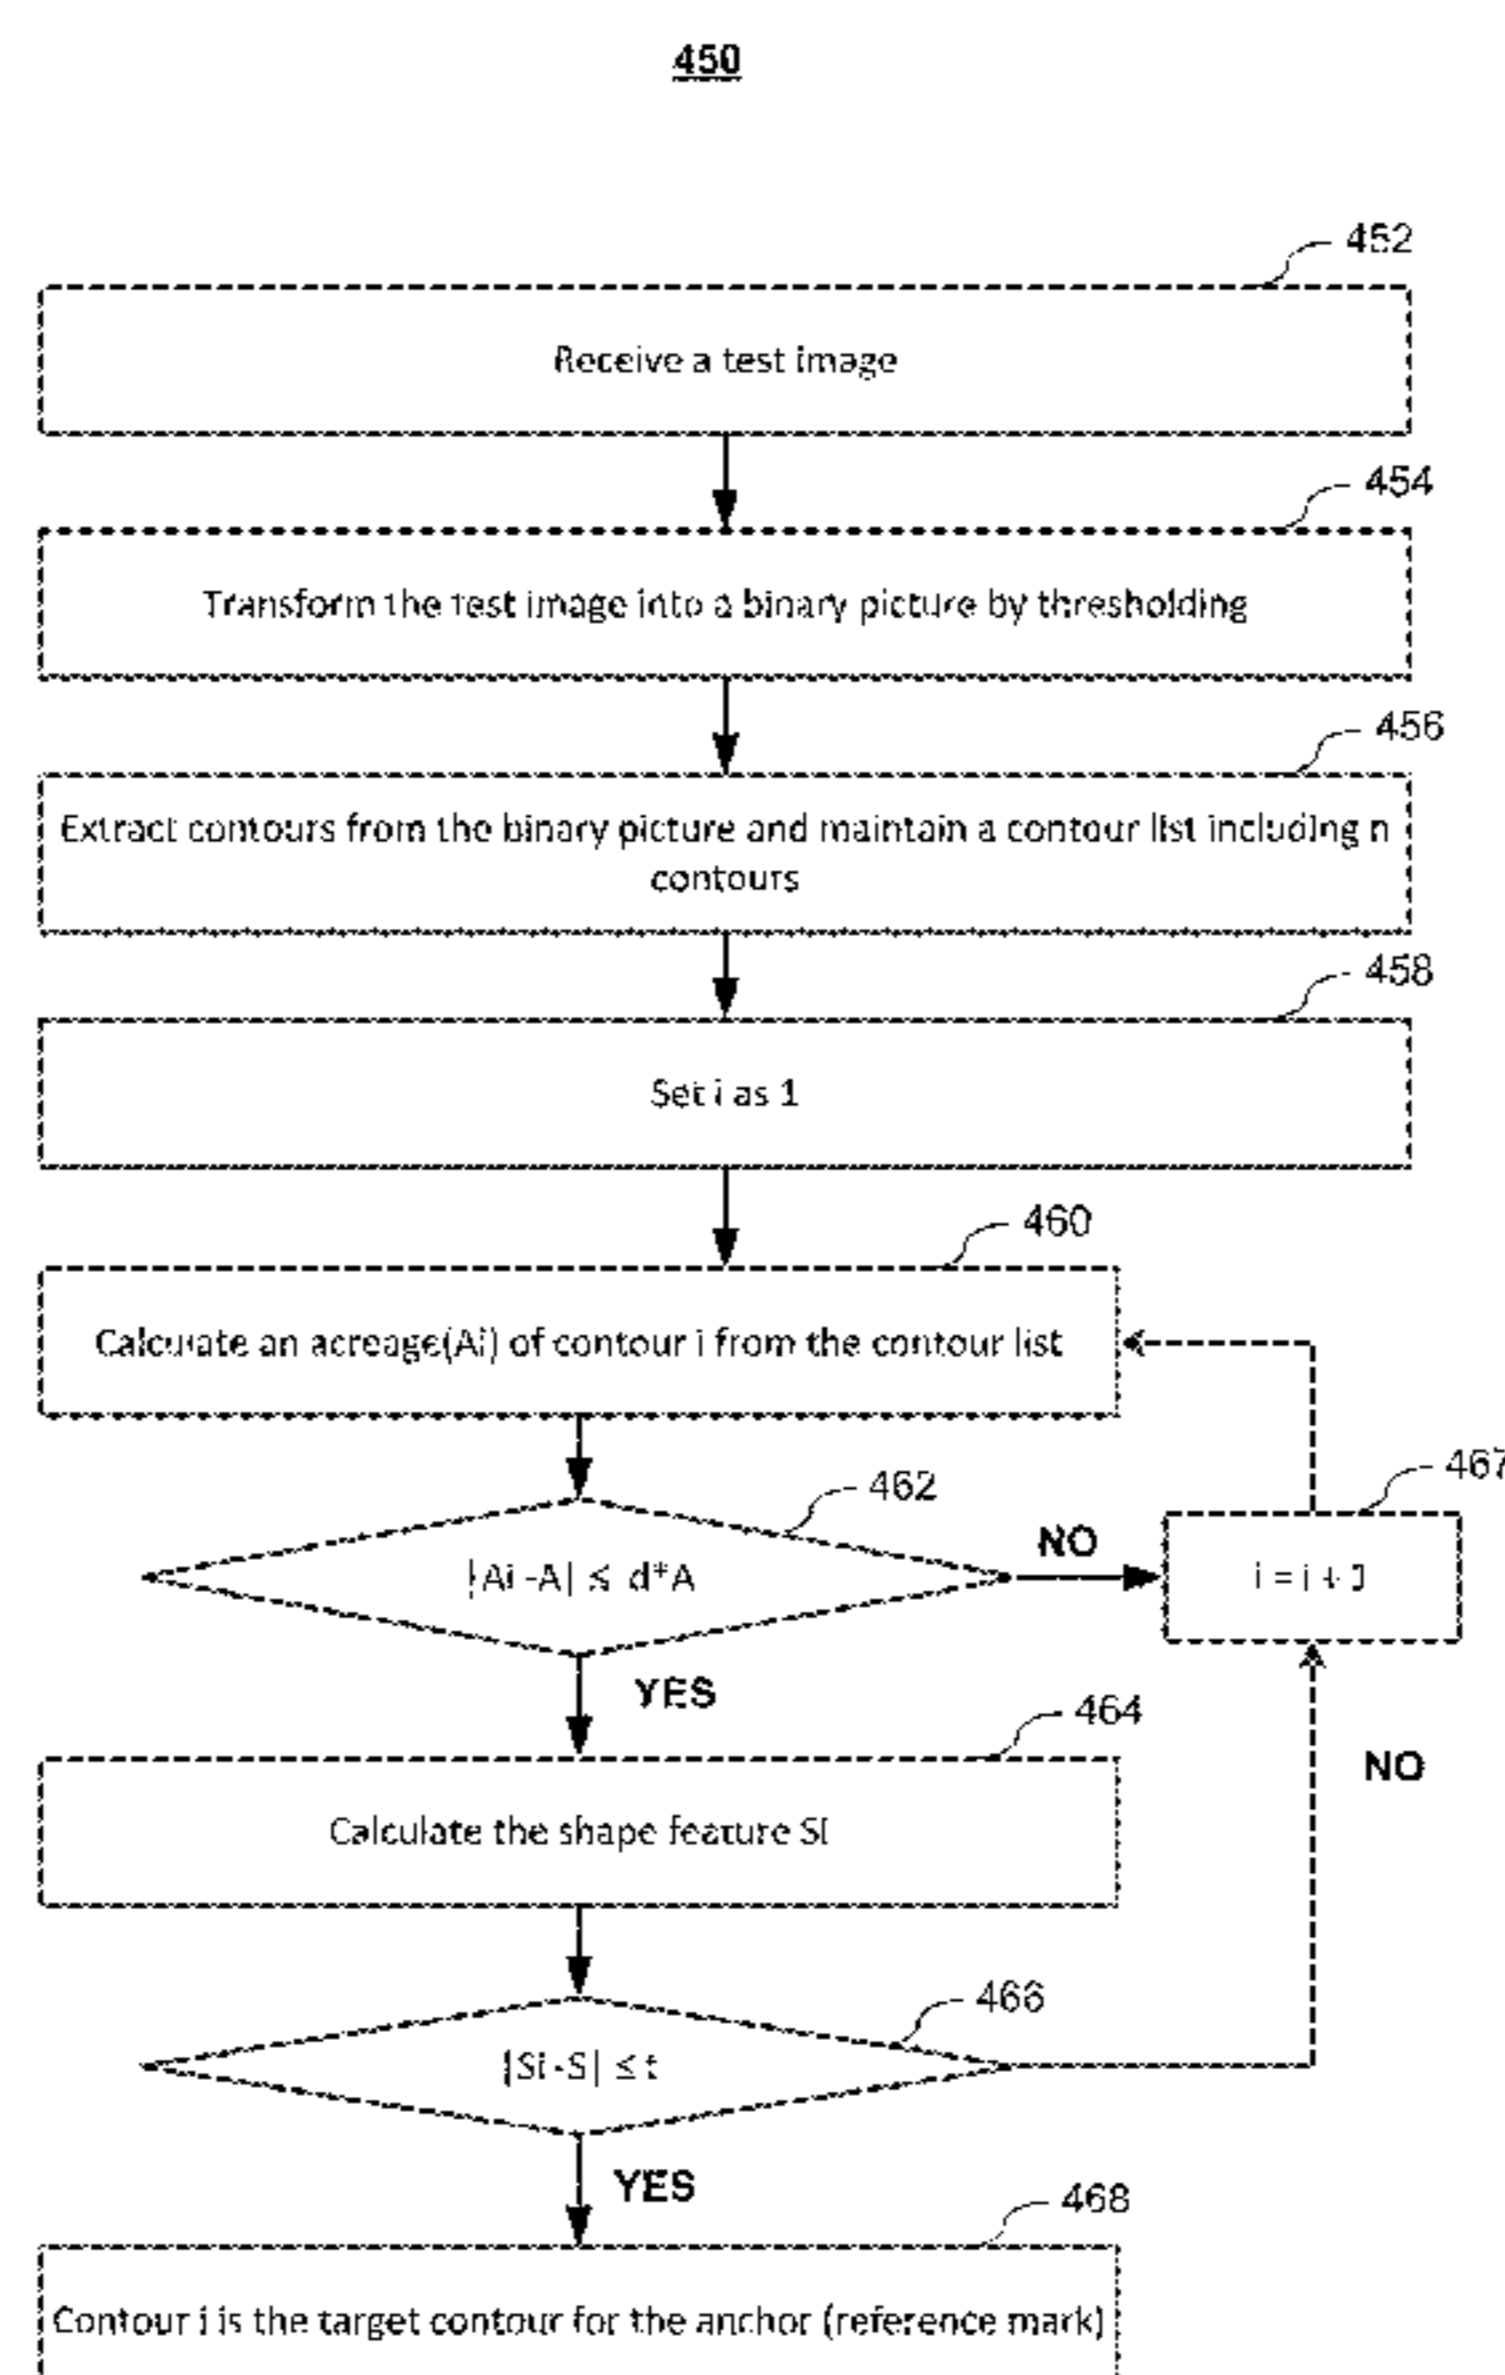 450
452
Receive a test image
454
Transform the test image into a binary picture by thresholding
456
Extract contours from the binary picture and maintain a contour list including n
contours
458
Set i as 1
460
Calculate an acreage(Ai) of contour i from the contour list
462
|Ai -A| ≤ d*A
NO
467
i = i + 1
YES
464
Calculate the shape feature Si
NO
466
|Si -S| ≤ t
YES
468
Contour i is the target contour for the anchor (reference mark)